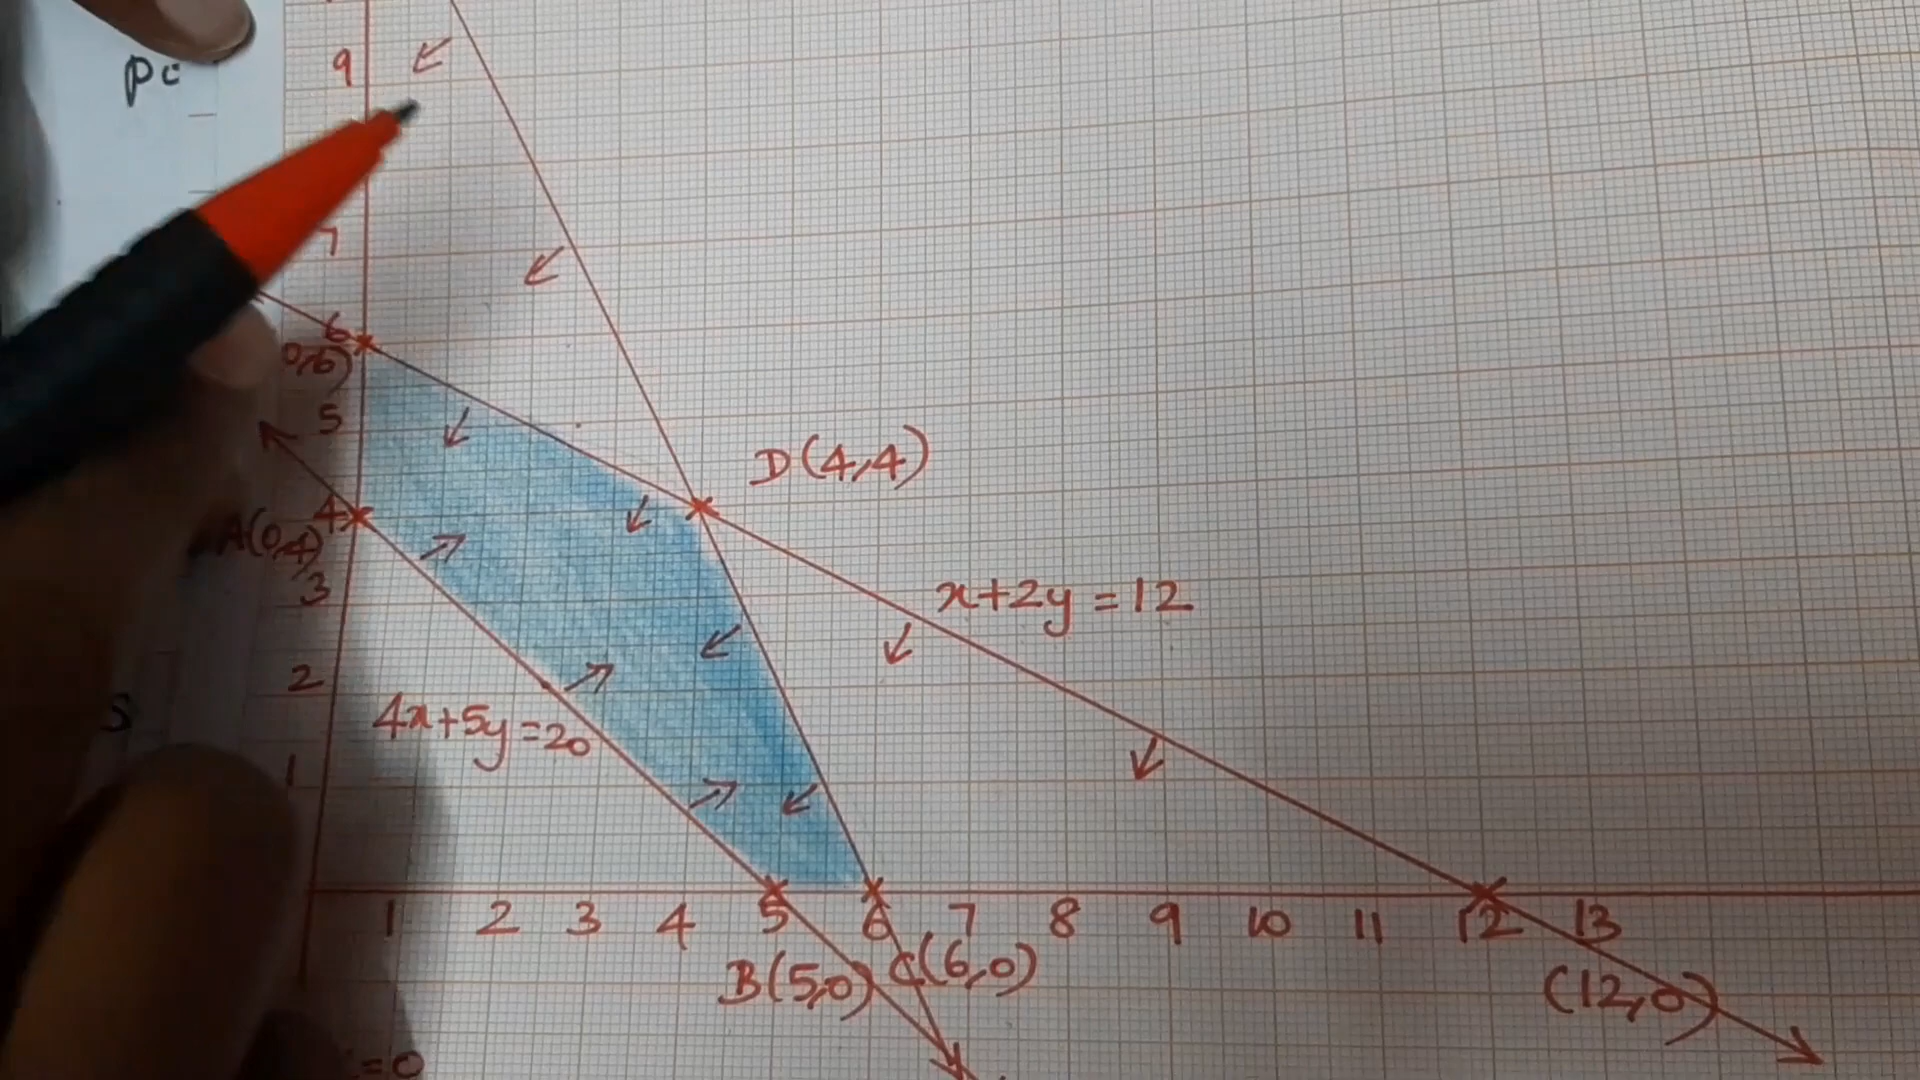 9
7
6
0,6)
5
D(4,4)
4
A(0,4)
3
x+2y=12
2
4x+5y=20
1
1 2 3 4 5 6 7 8 9 10 11 12 13
B(5,0) C(6,0) (12,0)
=0